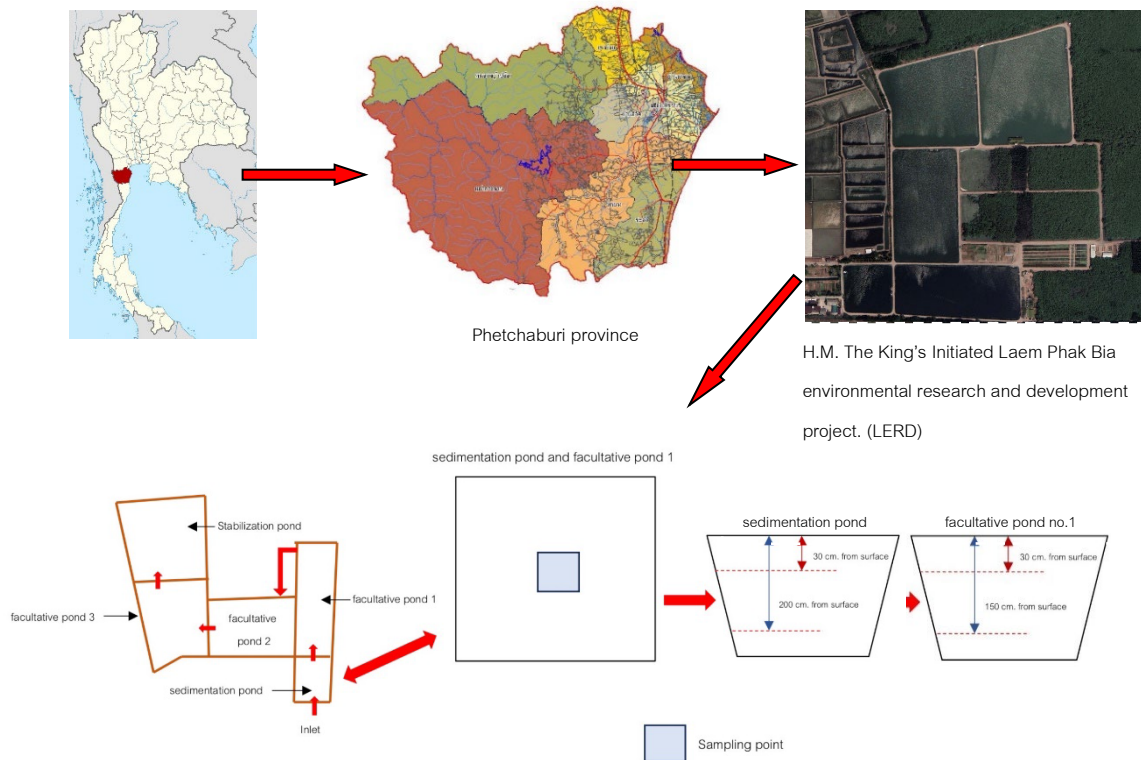 Phetchaburi province
H.M. The King's Initiated Laem Phak Bia
environmental research and development
project. (LERD)
sedimentation pond and facultative pond 1
Stabilization pond
facultative pond 3
facultative
pond 2
facultative pond 1
sedimentation pond
Inlet
sedimentation pond
30 cm. from surface
200 cm. from surface
facultative pond no.1
30 cm. from surface
150 cm. from surface
Sampling point